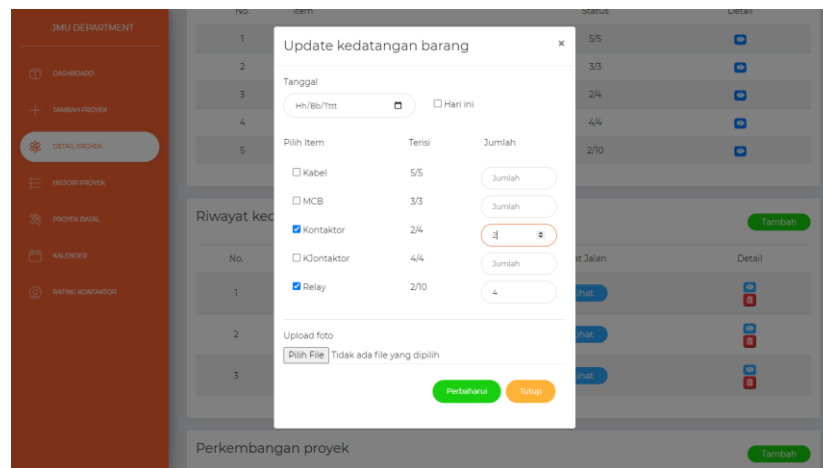 JMU DEPARTMENT
DASHBOARD
TAMBAH PROYEK
DETAIL PROYEK
HISTORI PROYEK
PROYEK BATAL
KALENDER
RATING KONTAKTOR
No. Item Status Detail
1 5/5
2 3/3
3 2/4
4 4/4
5 2/10
Update kedatangan barang ×
Tanggal
Hh/Bb/Tttt Hari ini
Pilih Item Terisi Jumlah
Kabel 5/5 Jumlah
MCB 3/3 Jumlah
Kontaktor 2/4 2
KJontaktor 4/4 Jumlah
Relay 2/10 4
Upload foto
Pilih File Tidak ada file yang dipilih
Perbaharui Tutup
Riwayat ked
Tambah
No. at Jalan Detail
1 ihat
2 ihat
3 ihat
Perkembangan proyek
Tambah